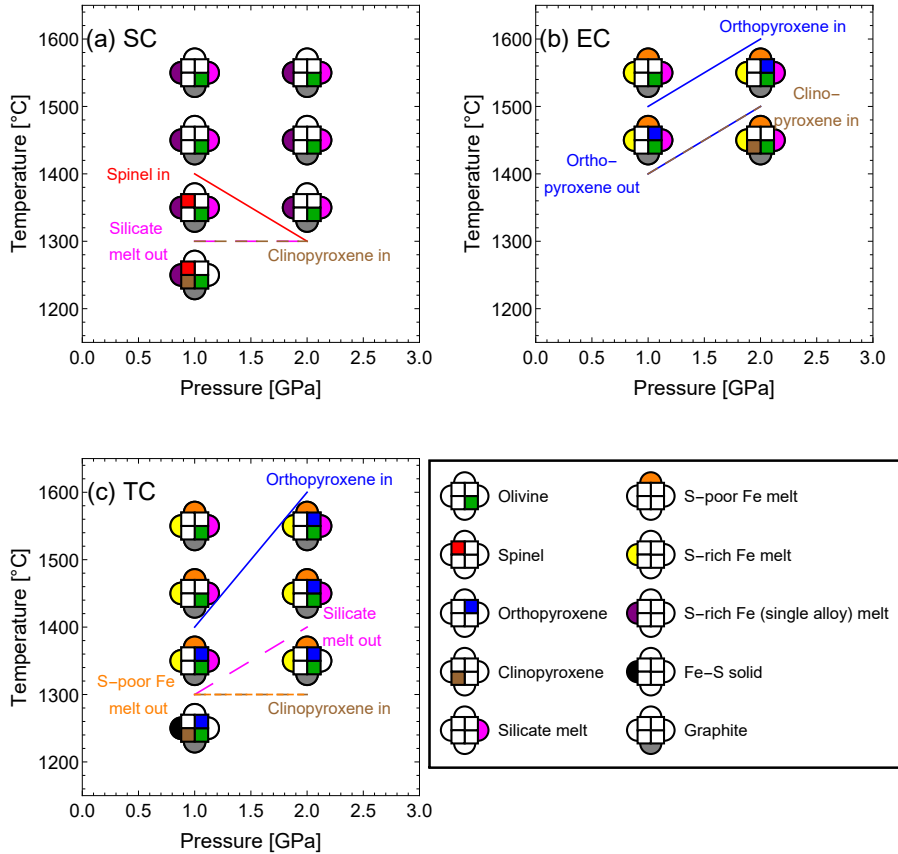 (a) SC
1600
1500
1400
1300
1200
Temperature [°C]
Spinel in
Silicate
melt out
Clinopyroxene in
0.0 0.5 1.0 1.5 2.0 2.5 3.0
Pressure [GPa]
(b) EC
Orthopyroxene in
1600
1500
1400
1300
1200
Temperature [°C]
Clino−
pyroxene in
Ortho−
pyroxene out
0.0 0.5 1.0 1.5 2.0 2.5 3.0
Pressure [GPa]
(c) TC
Orthopyroxene in
1600
1500
1400
1300
1200
Temperature [°C]
Silicate
melt out
S−poor Fe
melt out
Clinopyroxene in
0.0 0.5 1.0 1.5 2.0 2.5 3.0
Pressure [GPa]
Olivine
Spinel
Orthopyroxene
Clinopyroxene
Silicate melt
S−poor Fe melt
S−rich Fe melt
S−rich Fe (single alloy) melt
Fe−S solid
Graphite